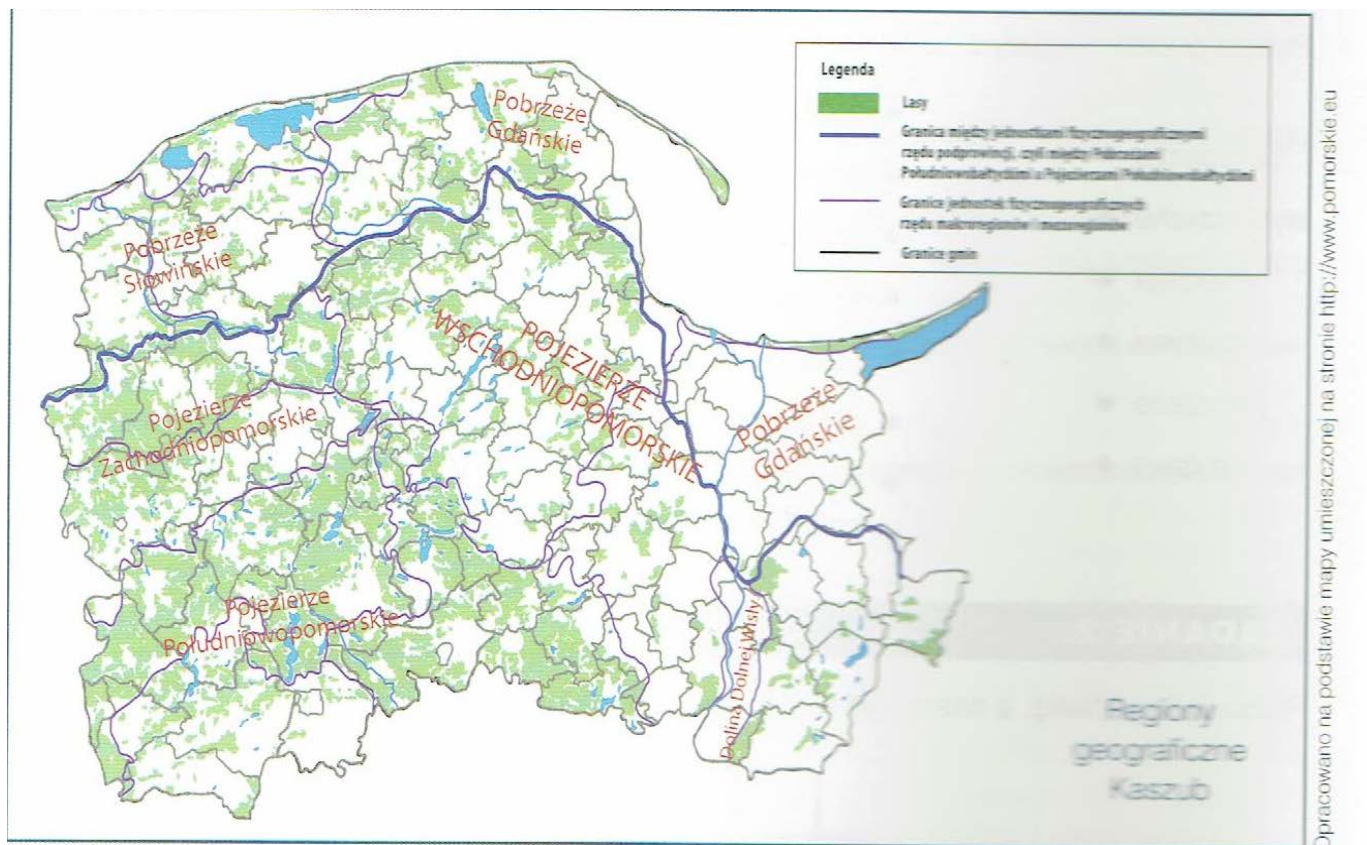 Pobrzeże
Gdańskie
Pobrzeże
Słowińskie
POJEZIERZE
WSCHODNIOPOMORSKIE
Pojezierze
Zachodniopomorskie
Pobrzeże
Gdańskie
Pojezierze
Południowopomorskie
Dolina Dolnej Wisły
Legenda
Lasy
Granica między jednostkami fizycznogeograficznymi
rzędu podprowincji, czyli między Pobrzeżami
Południowobałtyckimi a Pojezierzami Południowobałtyckimi
Granice jednostek fizycznogeograficznych
rzędu makroregionów i mezoregionów
Granice gmin
Regiony
geograficzne
Kaszub
Opracowano na podstawie mapy umieszczonej na stronie http://www.pomorskie.eu